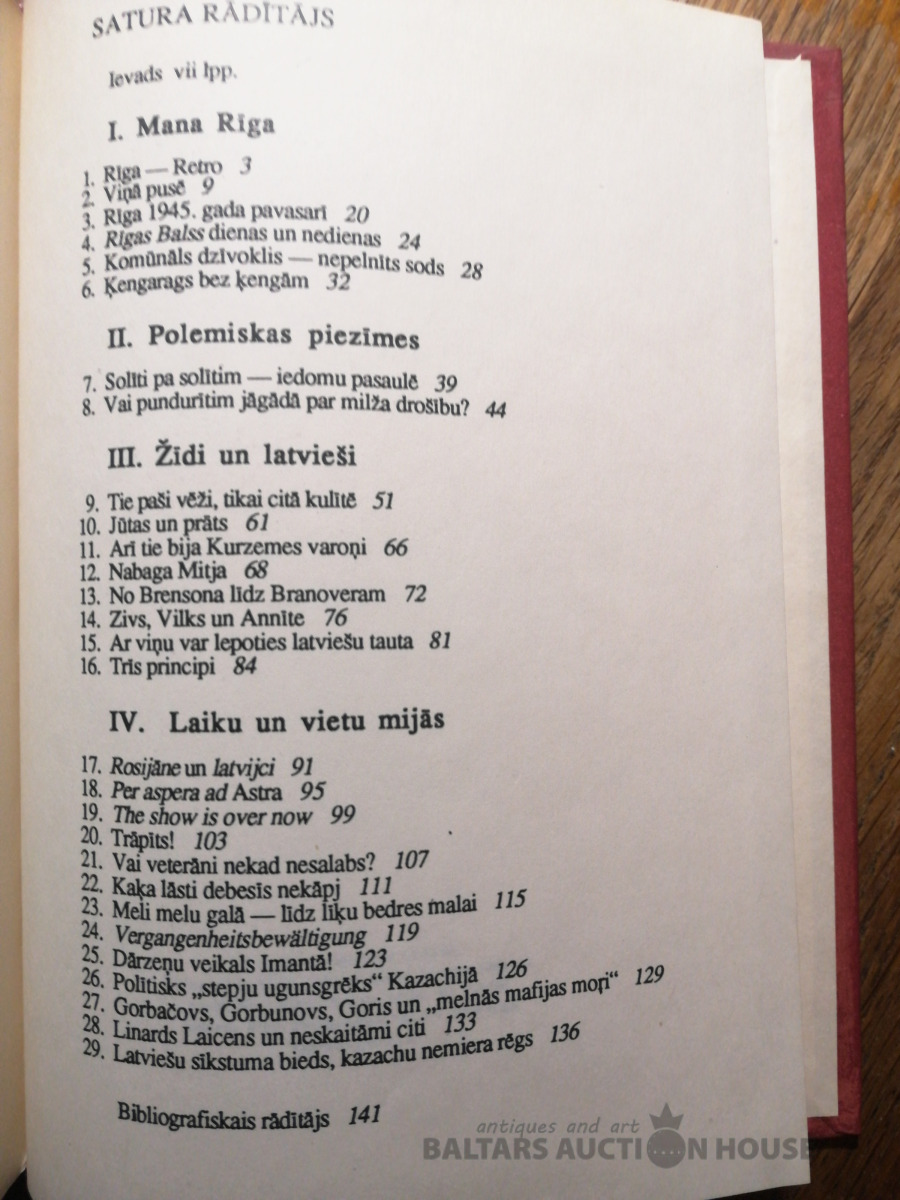 SATURA RĀDĪTĀJS
Ievads vii lpp.
I. Mana Rīga
1. Rīga — Retro 3
2. Viņā pusē 9
3. Rīga 1945. gada pavasarī 20
4. Rīgas Balss dienas un nedienas 24
5. Komūnāls dzīvoklis — nepelnīts sods 28
6. Ķengarags bez ķengām 32
II. Polemiskas piezīmes
7. Solīti pa solītim — iedomu pasaulē 39
8. Vai pundurītim jāgādā par milža drošību? 44
III. Žīdi un latvieši
9. Tie paši vēži, tikai citā kulītē 51
10. Jūtas un prāts 61
11. Arī tie bija Kurzemes varoņi 66
12. Nabaga Mitja 68
13. No Brensona līdz Branoveram 72
14. Zivs, Vilks un Annīte 76
15. Ar viņu var lepoties latviešu tauta 81
16. Trīs principi 84
IV. Laiku un vietu mijās
17. Rosijāne un latvijci 91
18. Per aspera ad Astra 95
19. The show is over now 99
20. Trāpīts! 103
21. Vai veterāni nekad nesalabs? 107
22. Kaķa lāsti debesīs nekāpj 111
23. Meli melu galā — līdz līķu bedres malai 115
24. Vergangenheitsbewältigung 119
25. Dārzeņu veikals Imantā! 123
26. Polītisks „stepju ugunsgrēks“ Kazachijā 126
27. Gorbačovs, Gorbunovs, Goris un „melnās mafijas moŗi“ 129
28. Linards Laicens un neskaitāmi citi 133
29. Latviešu sīkstuma bieds, kazachu nemiera rēgs 136
Bibliografiskais rādītājs 141
antiques and art
BALTARS AUCTION HOUSE